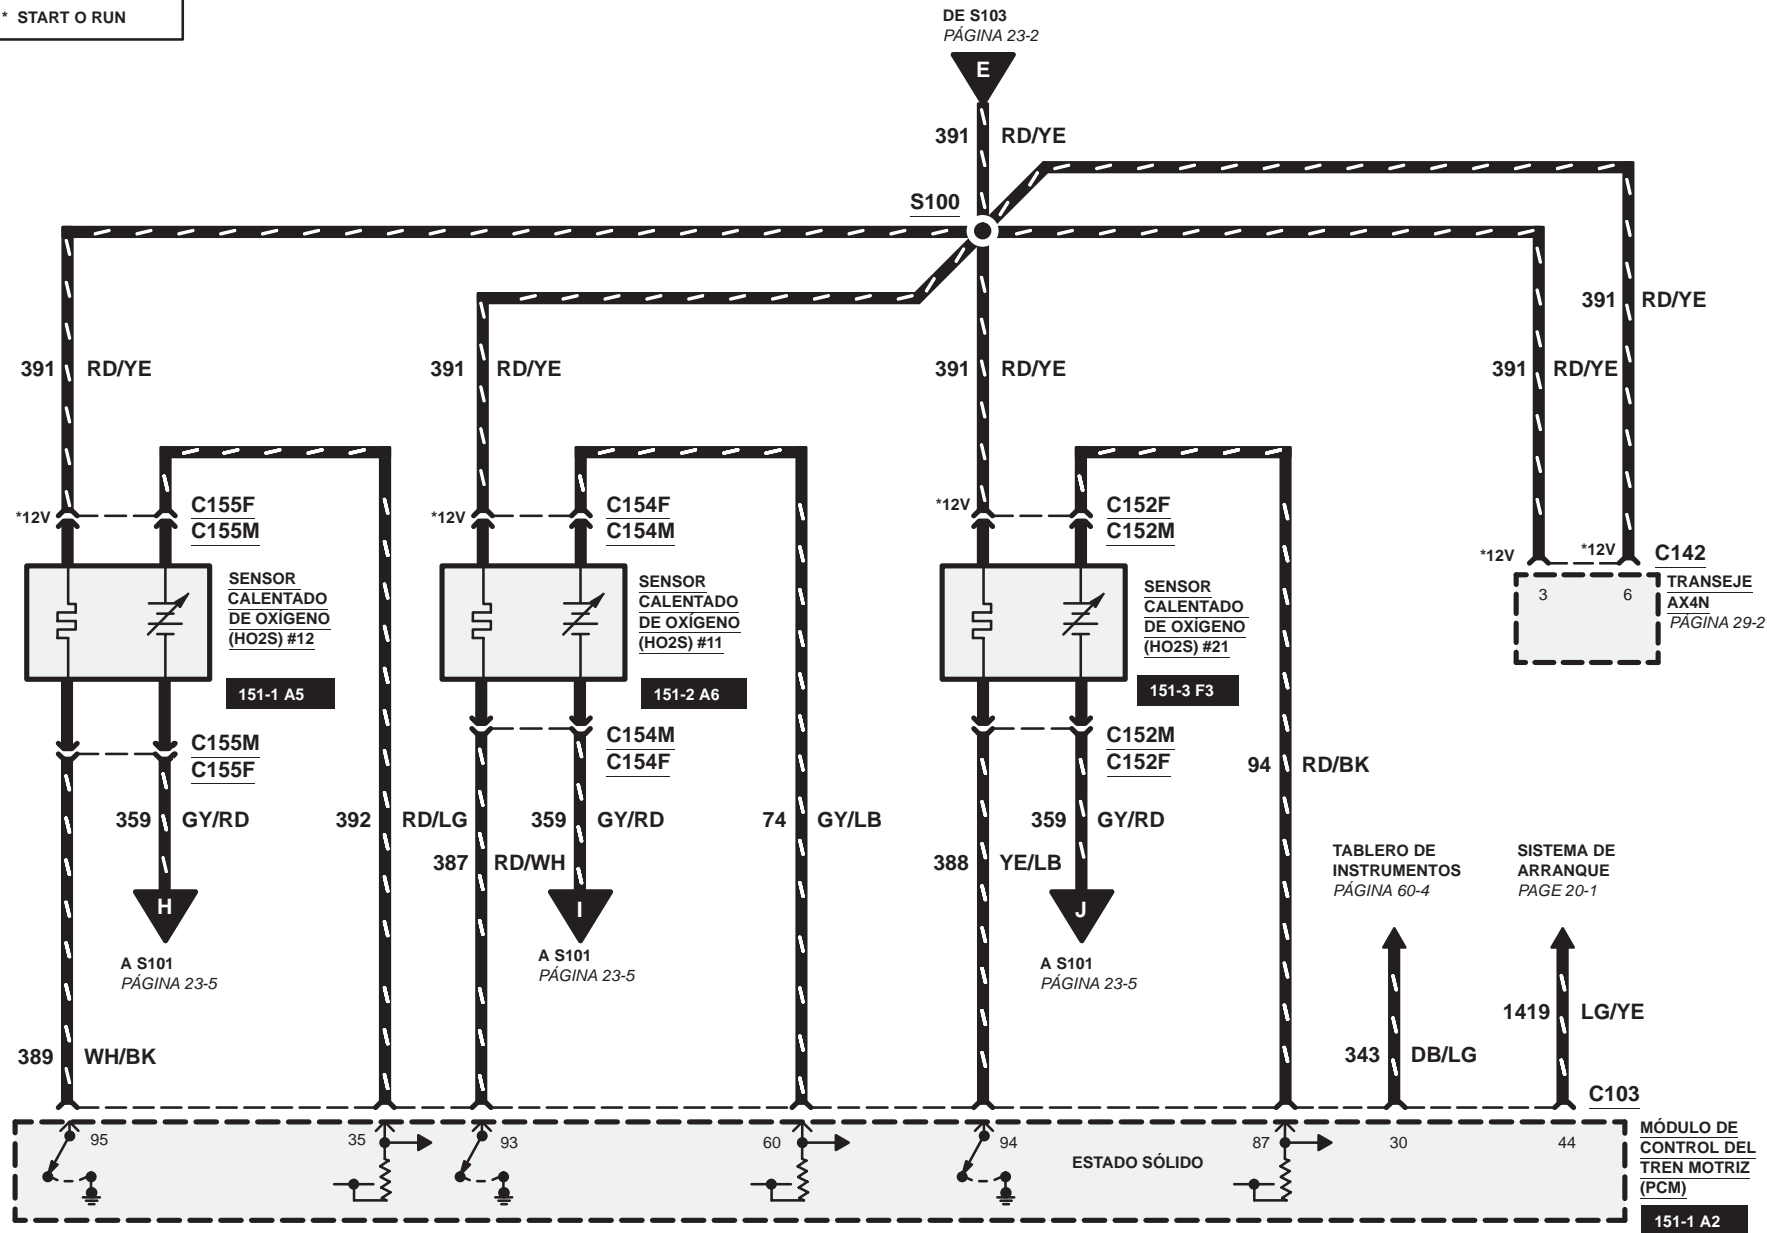 * START O RUN
DE S103
PÁGINA 23-2
E
391 RD/YE
S100
391 RD/YE
391 RD/YE
391 RD/YE
391 RD/YE
391 RD/YE
*12V
C155F
C155M
*12V
C154F
C154M
*12V
C152F
C152M
*12V
*12V
C142
SENSOR
CALENTADO
DE OXÍGENO
(HO2S) #12
151-1 A5
SENSOR
CALENTADO
DE OXÍGENO
(HO2S) #11
151-2 A6
SENSOR
CALENTADO
DE OXÍGENO
(HO2S) #21
151-3 F3
3
6
TRANSEJE
AX4N
PÁGINA 29-2
C155M
C155F
C154M
C154F
C152M
C152F
94 RD/BK
359 GY/RD
392 RD/LG
359 GY/RD
74 GY/LB
359 GY/RD
387 RD/WH
388 YE/LB
H
A S101
PÁGINA 23-5
I
A S101
PÁGINA 23-5
J
A S101
PÁGINA 23-5
TABLERO DE
INSTRUMENTOS
PÁGINA 60-4
SISTEMA DE
ARRANQUE
PAGE 20-1
1419 LG/YE
389 WH/BK
343 DB/LG
C103
95
35
93
60
94
87
30
44
ESTADO SÓLIDO
MÓDULO DE
CONTROL DEL
TREN MOTRIZ
(PCM)
151-1 A2